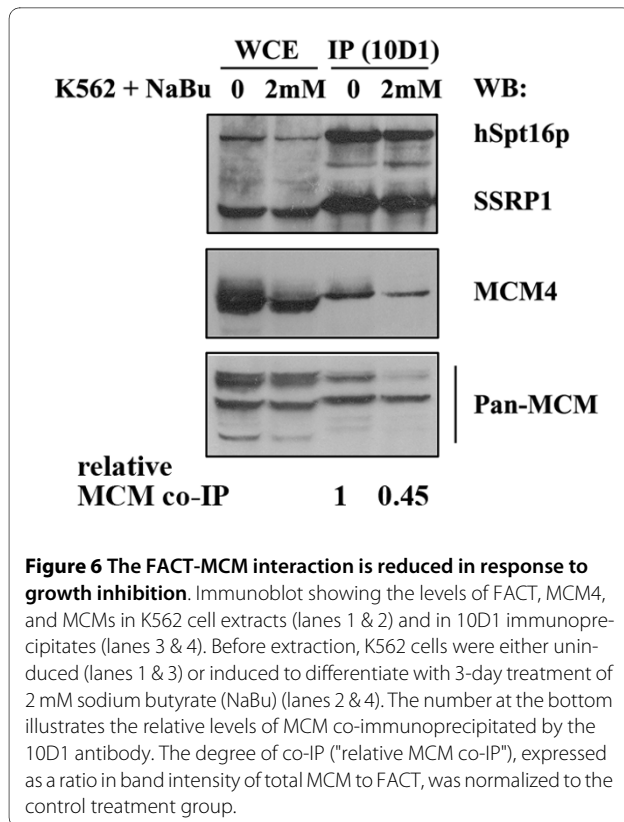 WCE IP (10D1)
K562 + NaBu 0 2mM 0 2mM WB:
hSpt16p
SSRP1
MCM4
Pan-MCM
relative
MCM co-IP 1 0.45
Figure 6 The FACT-MCM interaction is reduced in response to
growth inhibition. Immunoblot showing the levels of FACT, MCM4,
and MCMs in K562 cell extracts (lanes 1 & 2) and in 10D1 immunopre-
cipitates (lanes 3 & 4). Before extraction, K562 cells were either unin-
duced (lanes 1 & 3) or induced to differentiate with 3-day treatment of
2 mM sodium butyrate (NaBu) (lanes 2 & 4). The number at the bottom
illustrates the relative levels of MCM co-immunoprecipitated by the
10D1 antibody. The degree of co-IP ("relative MCM co-IP"), expressed
as a ratio in band intensity of total MCM to FACT, was normalized to the
control treatment group.